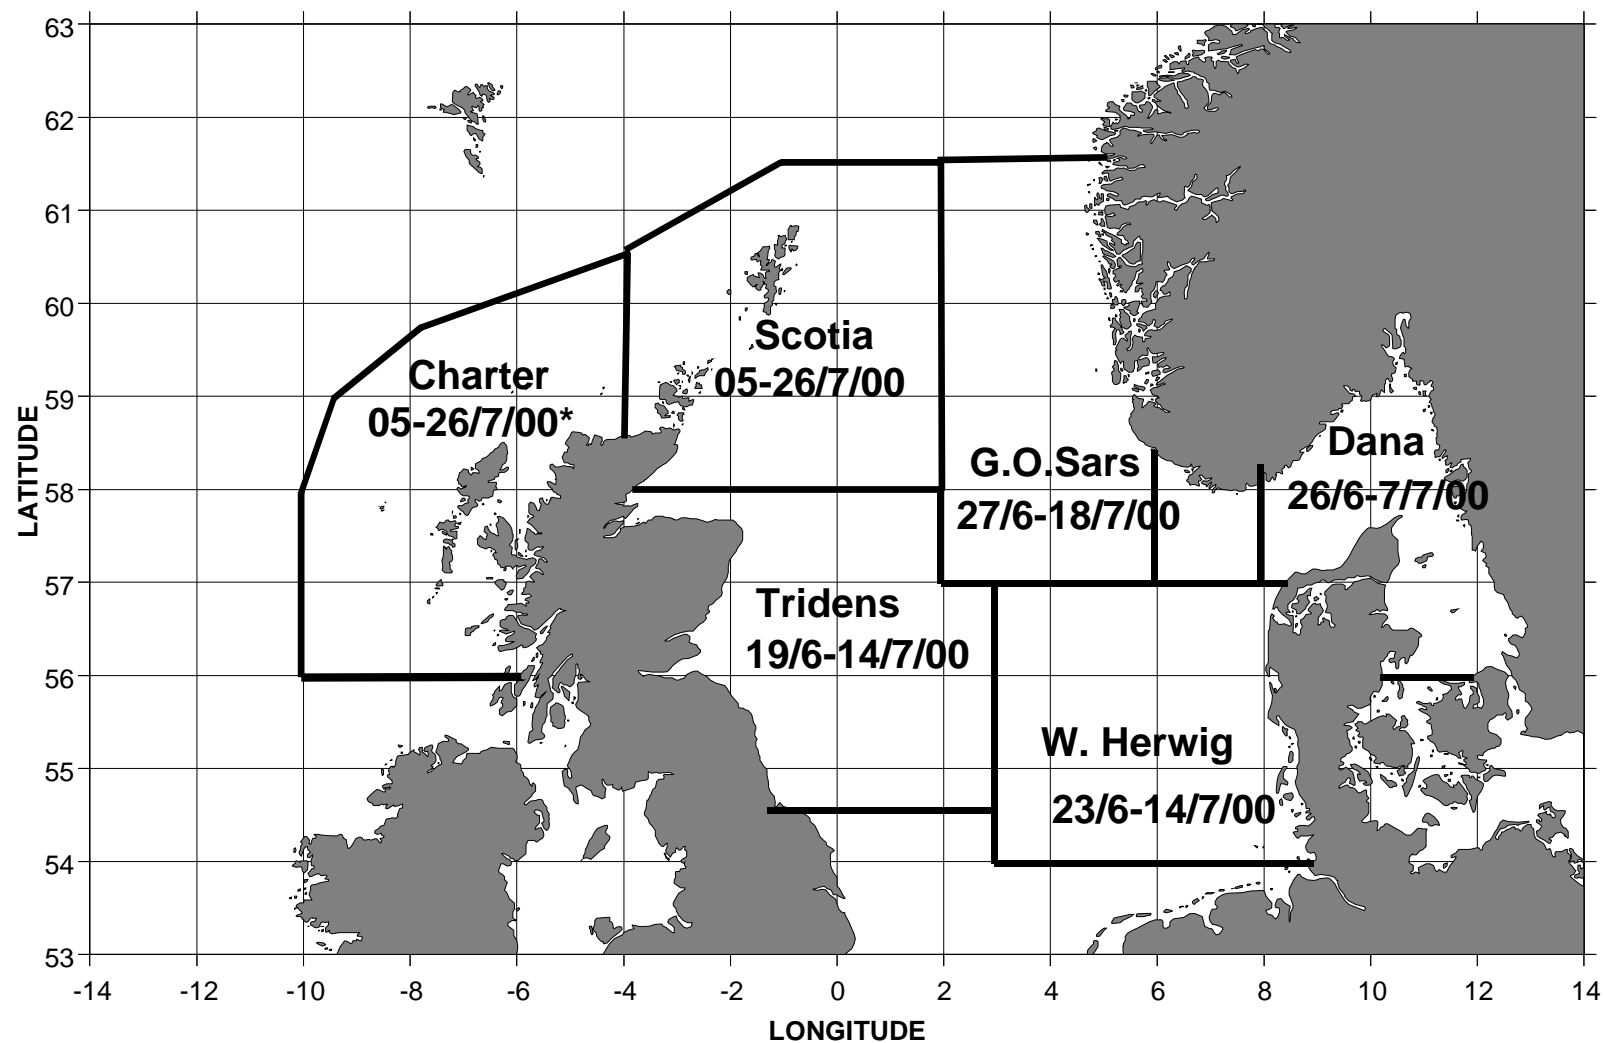 63
62
61
60
59
58
57
56
55
54
53
LATITUDE
Scotia
05-26/7/00
Charter
05-26/7/00*
G.O.Sars
27/6-18/7/00
Dana
26/6-7/7/00
Tridens
19/6-14/7/00
W. Herwig
23/6-14/7/00
-14 -12 -10 -8 -6 -4 -2 0 2 4 6 8 10 12 14
LONGITUDE